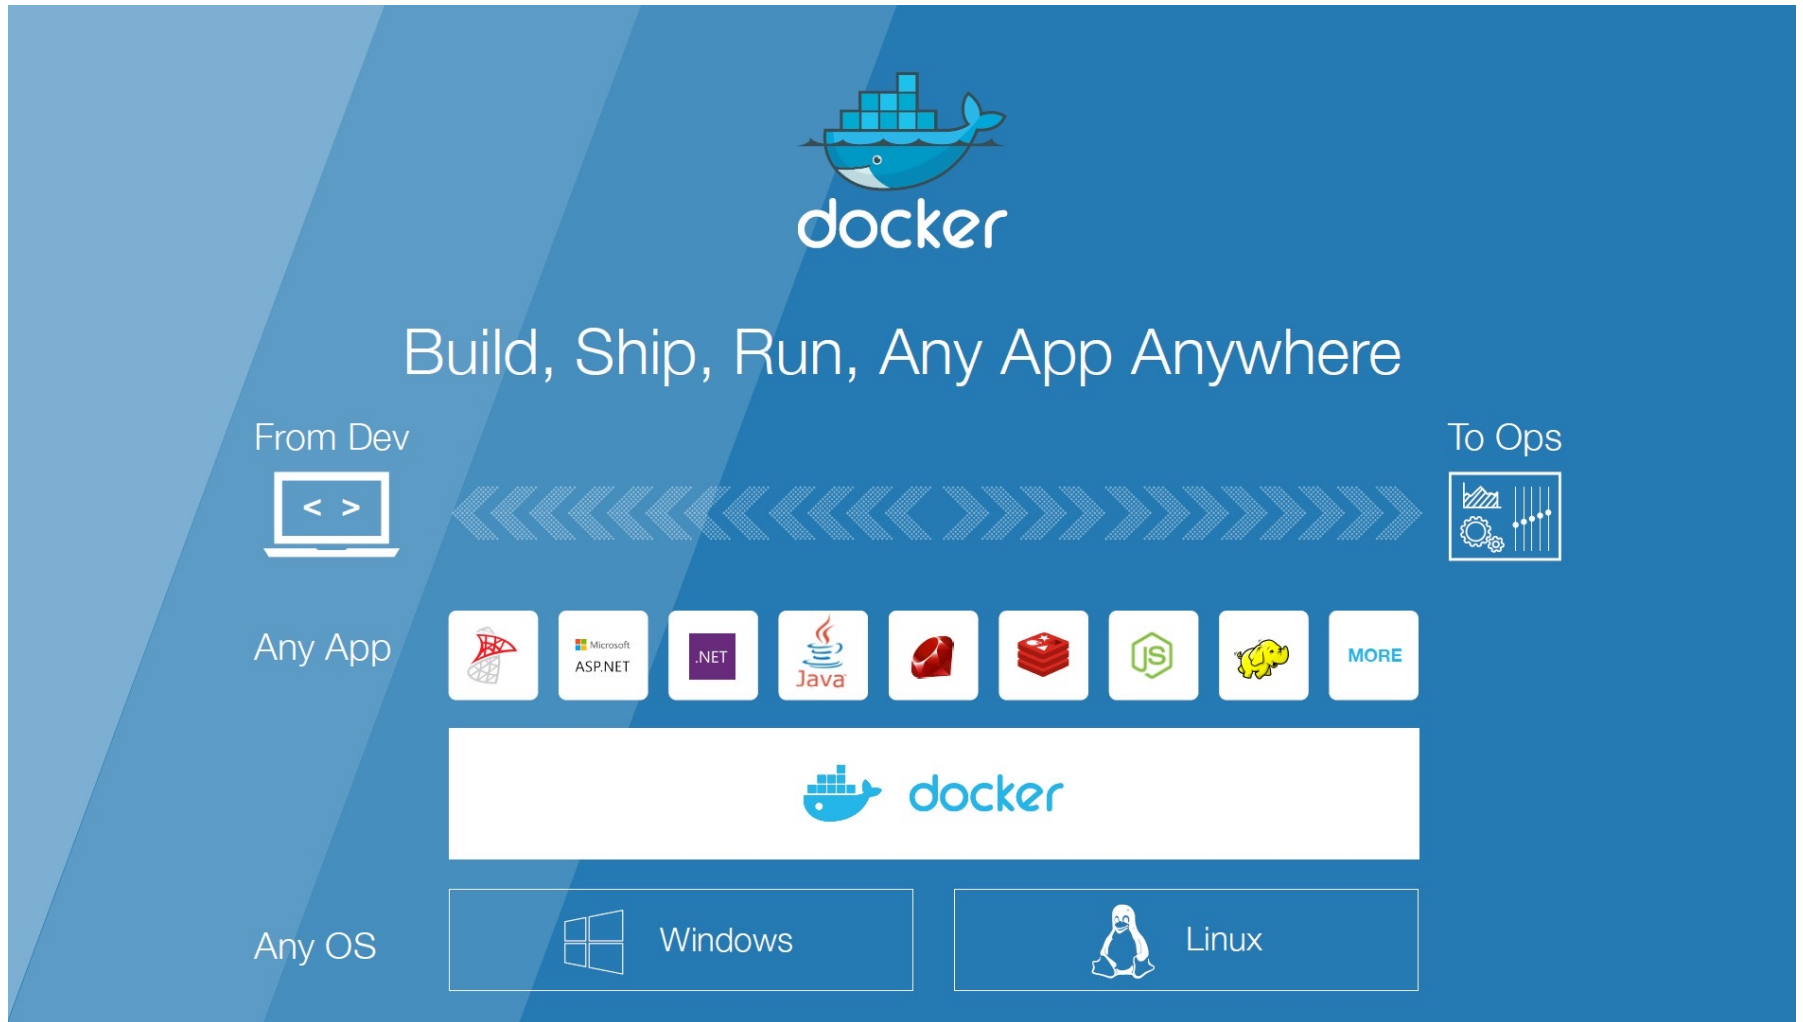 docker
Build, Ship, Run, Any App Anywhere
From Dev
To Ops
< >
Any App
Microsoft
ASP.NET
.NET
Java
JS
MORE
docker
Any OS
Windows
Linux